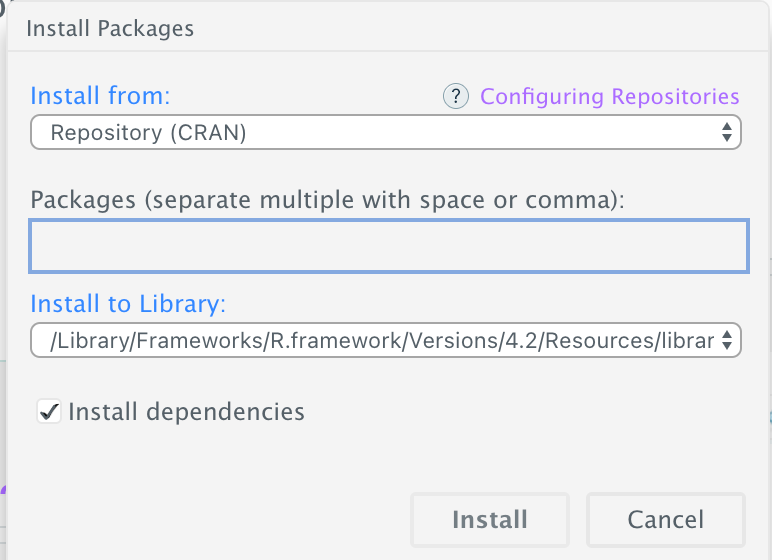 Install Packages
Install from:
? Configuring Repositories
Repository (CRAN)
Packages (separate multiple with space or comma):
Install to Library:
/Library/Frameworks/R.framework/Versions/4.2/Resources/librar
Install dependencies
Install
Cancel